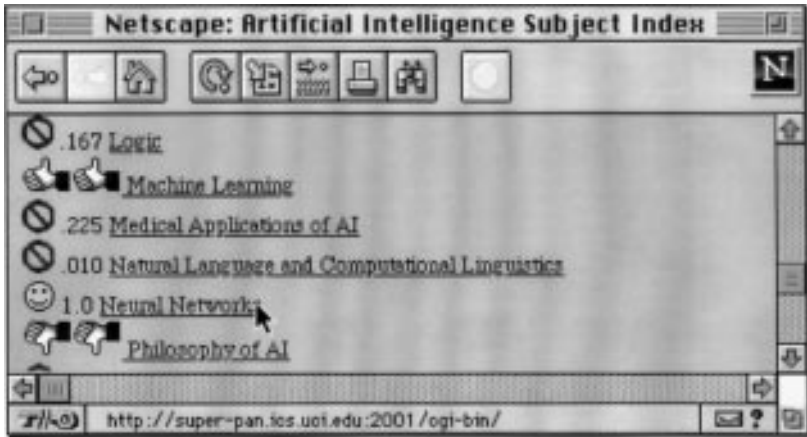 Netscape: Artificial Intelligence Subject Index
N
.167 Logic
Machine Learning
.225 Medical Applications of AI
.010 Natural Language and Computational Linguistics
1.0 Neural Networks
Philosophy of AI
http://super-pan.ics.uci.edu:2001/cgi-bin/
?